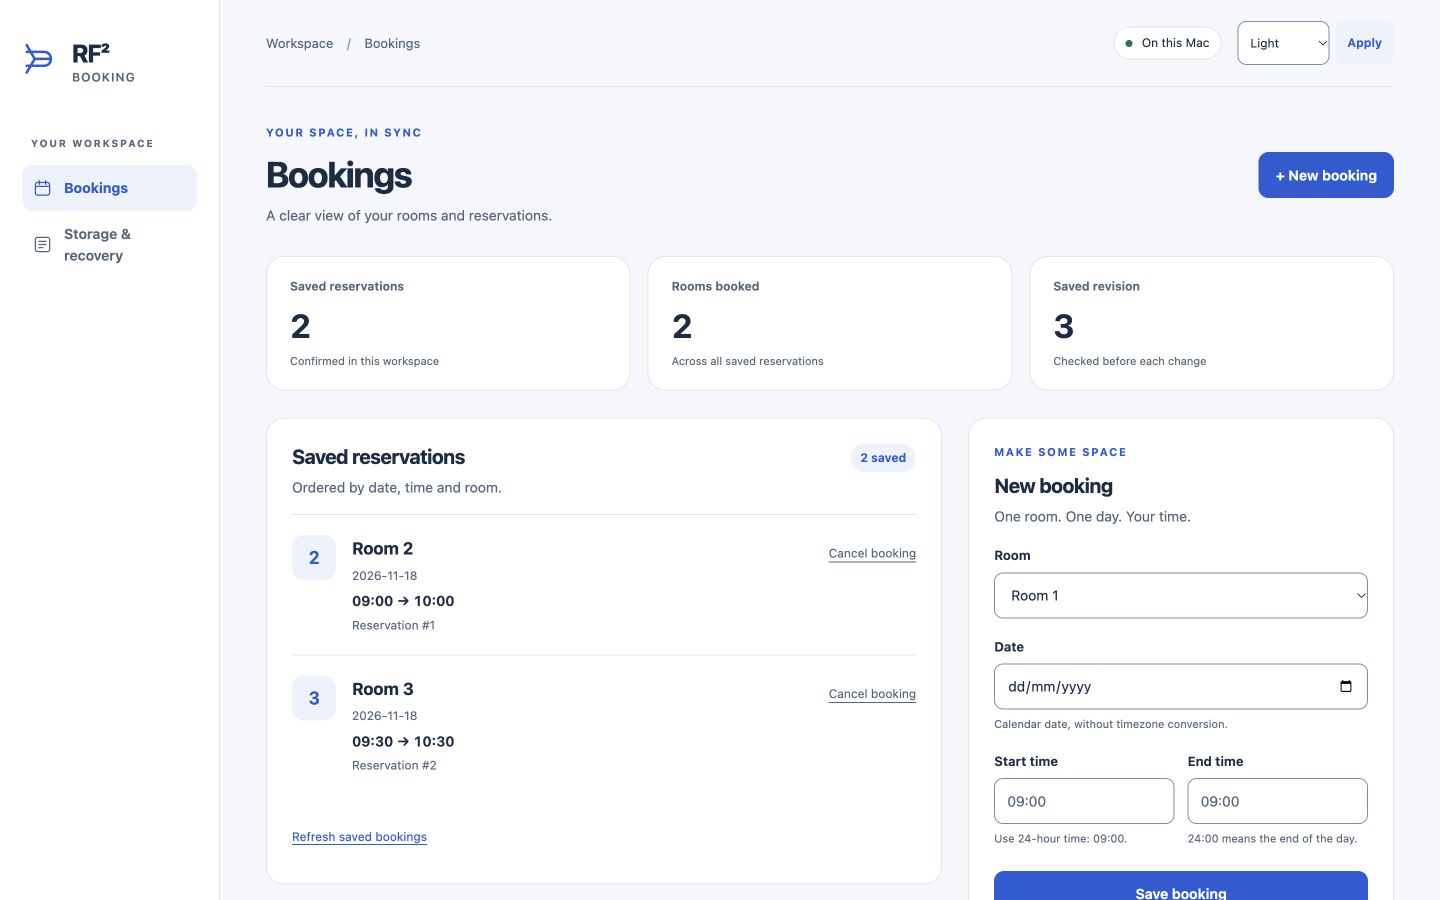 RF²
BOOKING
YOUR WORKSPACE
Bookings
Storage &
recovery
Workspace / Bookings
On this Mac
Light
Apply
YOUR SPACE, IN SYNC
Bookings
A clear view of your rooms and reservations.
+ New booking
Saved reservations
2
Confirmed in this workspace
Rooms booked
2
Across all saved reservations
Saved revision
3
Checked before each change
Saved reservations
2 saved
Ordered by date, time and room.
2
Room 2
2026-11-18
09:00 → 10:00
Reservation #1
Cancel booking
3
Room 3
2026-11-18
09:30 → 10:30
Reservation #2
Cancel booking
Refresh saved bookings
MAKE SOME SPACE
New booking
One room. One day. Your time.
Room
Room 1
Date
dd/mm/yyyy
Calendar date, without timezone conversion.
Start time
09:00
Use 24-hour time: 09:00.
End time
09:00
24:00 means the end of the day.
Save booking